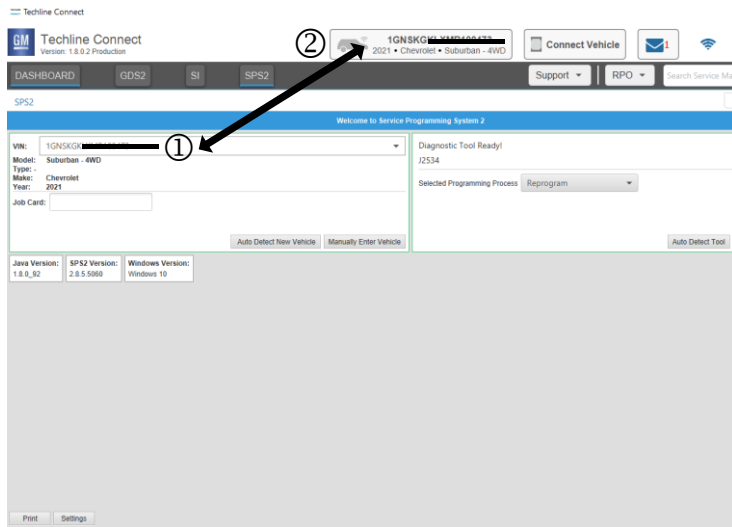 Techline Connect
GM
Techline Connect
Version: 1.8.0.2 Production
②
1GNSKG
2021 • Chevrolet • Suburban - 4WD
Connect Vehicle
1
DASHBOARD GDS2 SI SPS2
Support
RPO
Search Service Ma
SPS2
Welcome to Service Programming System 2
VIN: 1GNSKGK
①
Model: Suburban - 4WD
Type: -
Make: Chevrolet
Year: 2021
Job Card:
Auto Detect New Vehicle Manually Enter Vehicle
Diagnostic Tool Ready!
J2534
Selected Programming Process Reprogram
Auto Detect Tool
Java Version: SPS2 Version: Windows Version:
1.8.0_92 2.8.5.5060 Windows 10
Print Settings